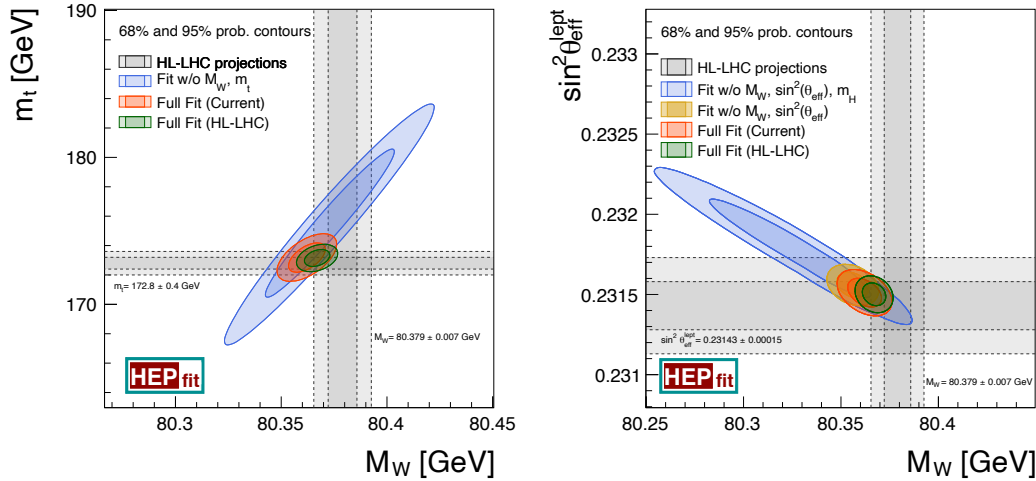 m_t [GeV]
190
180
170
68% and 95% prob. contours
HL-LHC projections
Fit w/o M_W, m_t
Full Fit (Current)
Full Fit (HL-LHC)
m_t= 172.8 ± 0.4 GeV
M_W= 80.379 ± 0.007 GeV
HEP fit
80.3 80.35 80.4 80.45
M_W [GeV]
sin²θ_eff^lept
0.233
0.2325
0.232
0.2315
0.231
68% and 95% prob. contours
HL-LHC projections
Fit w/o M_W, sin²(θ_eff), m_H
Fit w/o M_W, sin²(θ_eff)
Full Fit (Current)
Full Fit (HL-LHC)
sin² θ_eff^lept = 0.23143 ± 0.00015
M_W= 80.379 ± 0.007 GeV
HEP fit
80.25 80.3 80.35 80.4
M_W [GeV]